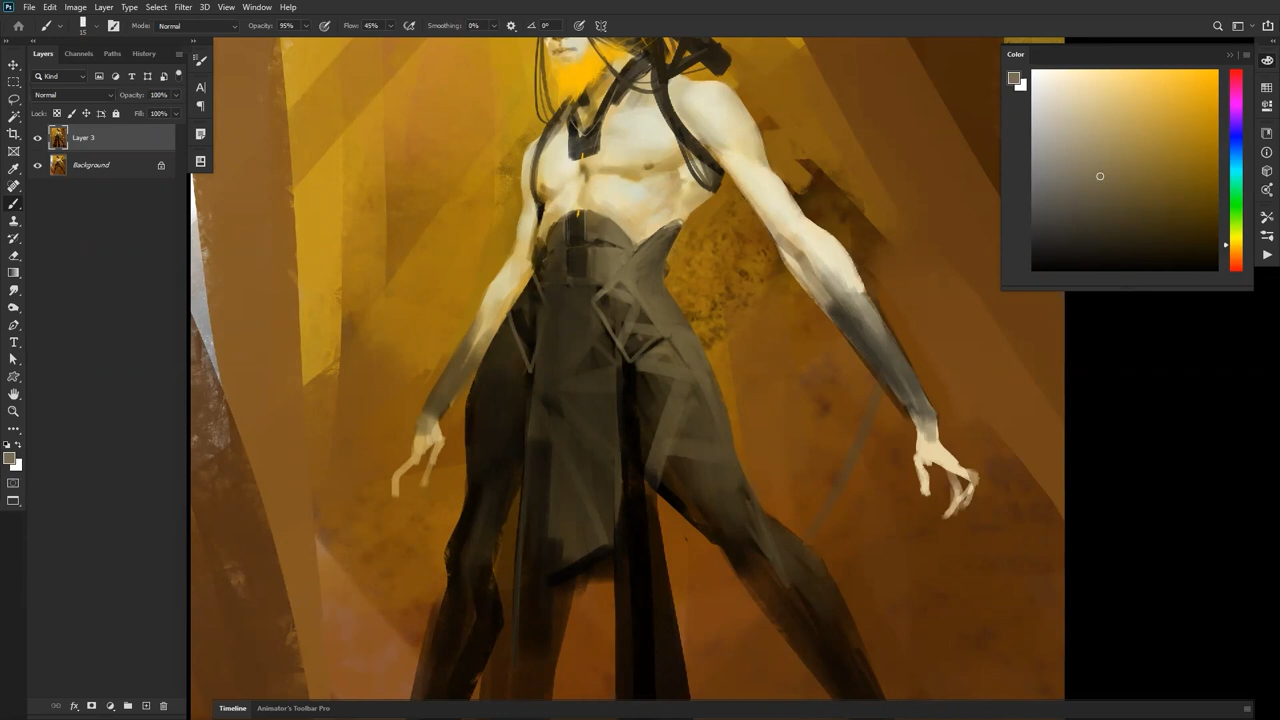 Ps File Edit Image Layer Type Select Filter 3D View Window Help
15 Mode: Normal Opacity: 95% Flow: 45% Smoothing: 0% 0°
Layers Channels Paths History
Kind
Normal Opacity: 100%
Lock: Fill: 100%
Layer 3
Background
Color
Timeline Animator's Toolbar Pro